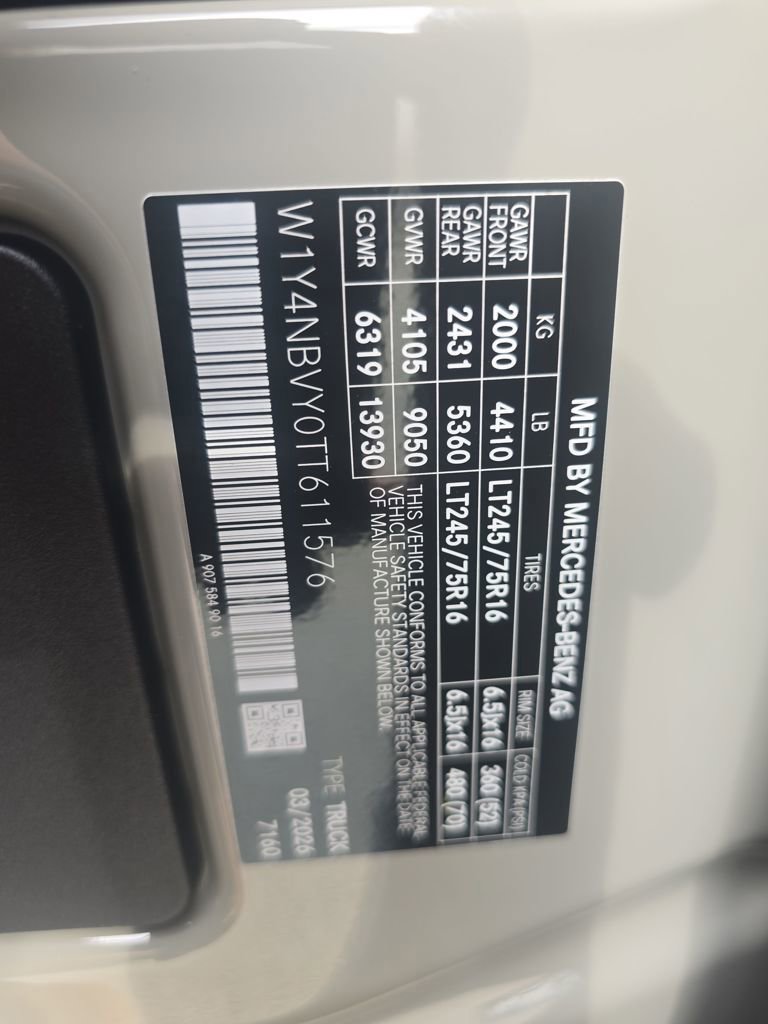 MFD BY MERCEDES-BENZ AG
KG LB TIRES RIM SIZE COLD KPA (PSI)
GAWR FRONT 2000 4410 LT245/75R16 6.5Jx16 360 (52)
GAWR REAR 2431 5360 LT245/75R16 6.5Jx16 480 (70)
GVWR 4105 9050
GCWR 6319 13930
THIS VEHICLE CONFORMS TO ALL APPLICABLE FEDERAL
VEHICLE SAFETY STANDARDS IN EFFECT ON THE DATE
OF MANUFACTURE SHOWN BELOW.
W1Y4NBVY0TT611576
TYPE: TRUCK
03/2026
7160
A 907 584 90 16